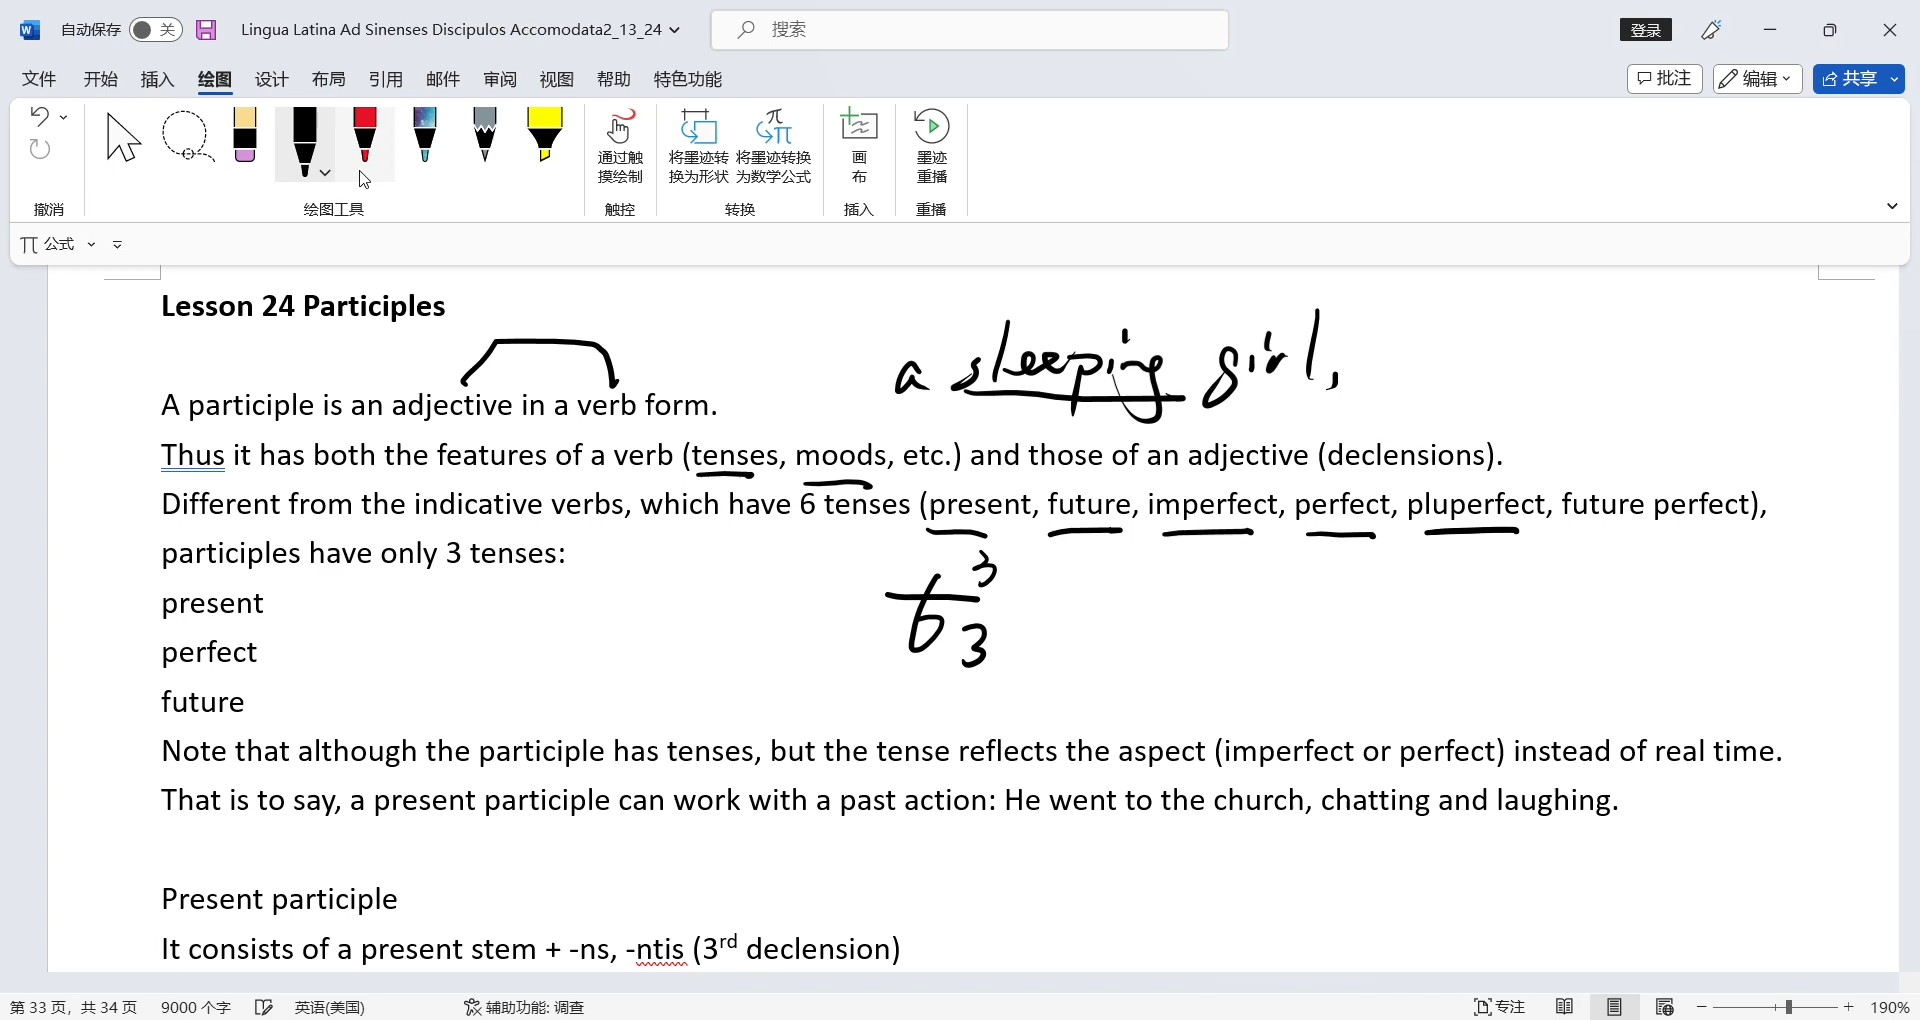 自动保存 关 Lingua Latina Ad Sinenses Discipulos Accomodata2_13_24 搜索 登录
文件 开始 插入 绘图 设计 布局 引用 邮件 审阅 视图 帮助 特色功能 批注 编辑 共享
通过触摸绘制 将墨迹转换为形状 将墨迹转换为数学公式 画布 墨迹重播
撤消 绘图工具 触控 转换 插入 重播
公式
Lesson 24 Participles
a sleeping girl,
A participle is an adjective in a verb form.
Thus it has both the features of a verb (tenses, moods, etc.) and those of an adjective (declensions).
Different from the indicative verbs, which have 6 tenses (present, future, imperfect, perfect, pluperfect, future perfect),
participles have only 3 tenses:
3
6
3
present
perfect
future
Note that although the participle has tenses, but the tense reflects the aspect (imperfect or perfect) instead of real time.
That is to say, a present participle can work with a past action: He went to the church, chatting and laughing.
Present participle
It consists of a present stem + -ns, -ntis (3rd declension)
第 33 页，共 34 页 9000 个字 英语(美国) 辅助功能: 调查 专注 190%